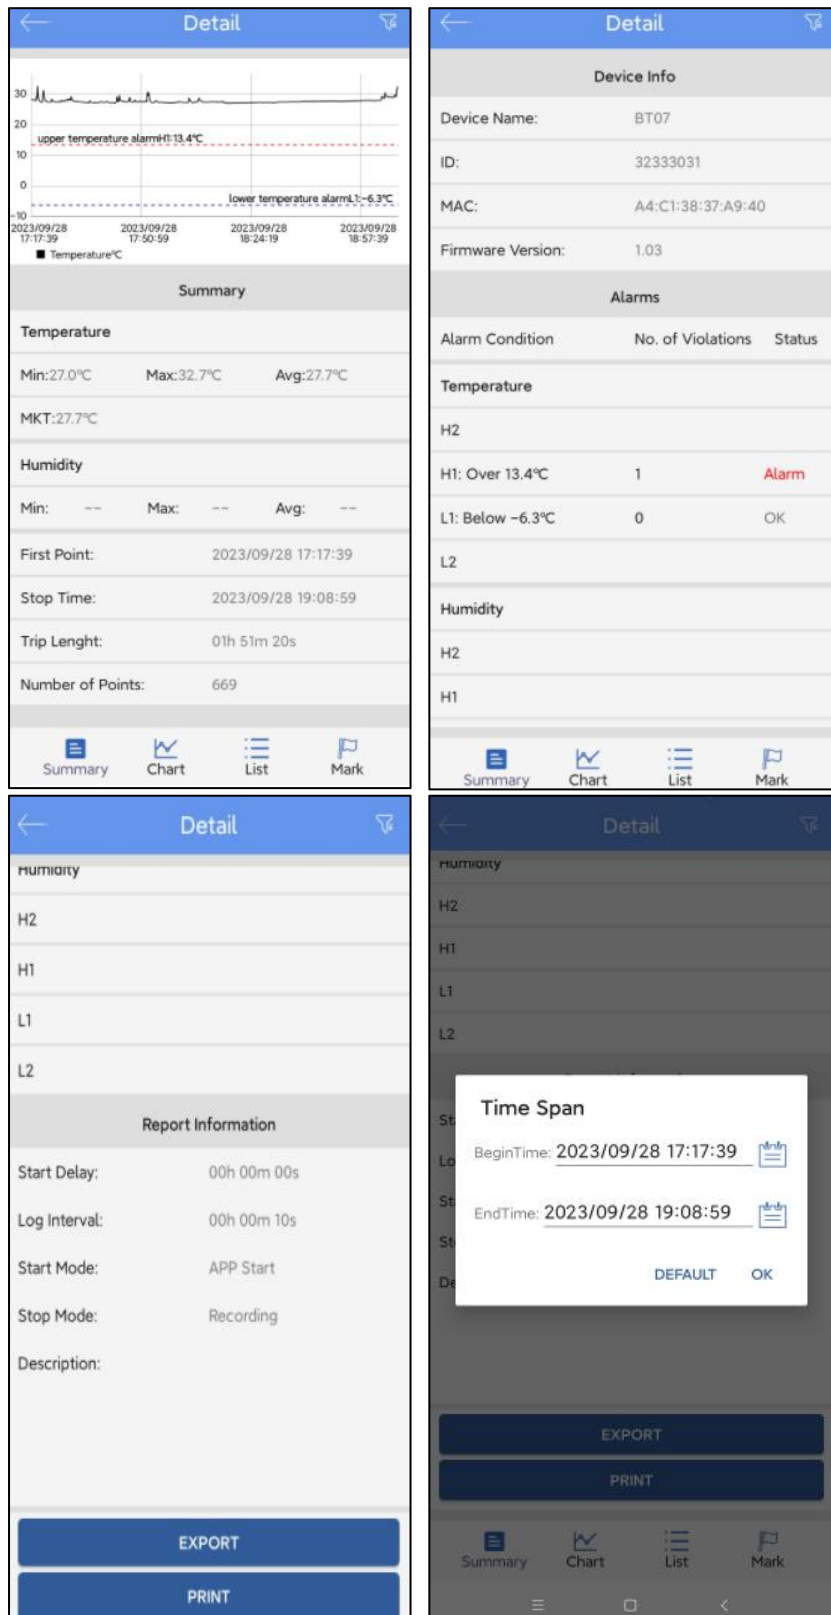 Detail
30
20
upper temperature alarmH1:13.4℃
10
0
lower temperature alarmL1:-6.3℃
-10
2023/09/28 2023/09/28 2023/09/28 2023/09/28
17:17:39 17:50:59 18:24:19 18:57:39
Temperature℃
Summary
Temperature
Min:27.0℃ Max:32.7℃ Avg:27.7℃
MKT:27.7℃
Humidity
Min: -- Max: -- Avg: --
First Point: 2023/09/28 17:17:39
Stop Time: 2023/09/28 19:08:59
Trip Lenght: 01h 51m 20s
Number of Points: 669
Summary Chart List Mark
Detail
Device Info
Device Name: BT07
ID: 32333031
MAC: A4:C1:38:37:A9:40
Firmware Version: 1.03
Alarms
Alarm Condition No. of Violations Status
Temperature
H2
H1: Over 13.4℃ 1 Alarm
L1: Below -6.3℃ 0 OK
L2
Humidity
H2
H1
Summary Chart List Mark
Detail
Humidity
H2
H1
L1
L2
Report Information
Start Delay: 00h 00m 00s
Log Interval: 00h 00m 10s
Start Mode: APP Start
Stop Mode: Recording
Description:
EXPORT
PRINT
Detail
Humidity
H2
H1
L1
L2
Time Span
St
BeginTime: 2023/09/28 17:17:39
Lo
St
EndTime: 2023/09/28 19:08:59
St
De
DEFAULT OK
EXPORT
PRINT
Summary Chart List Mark